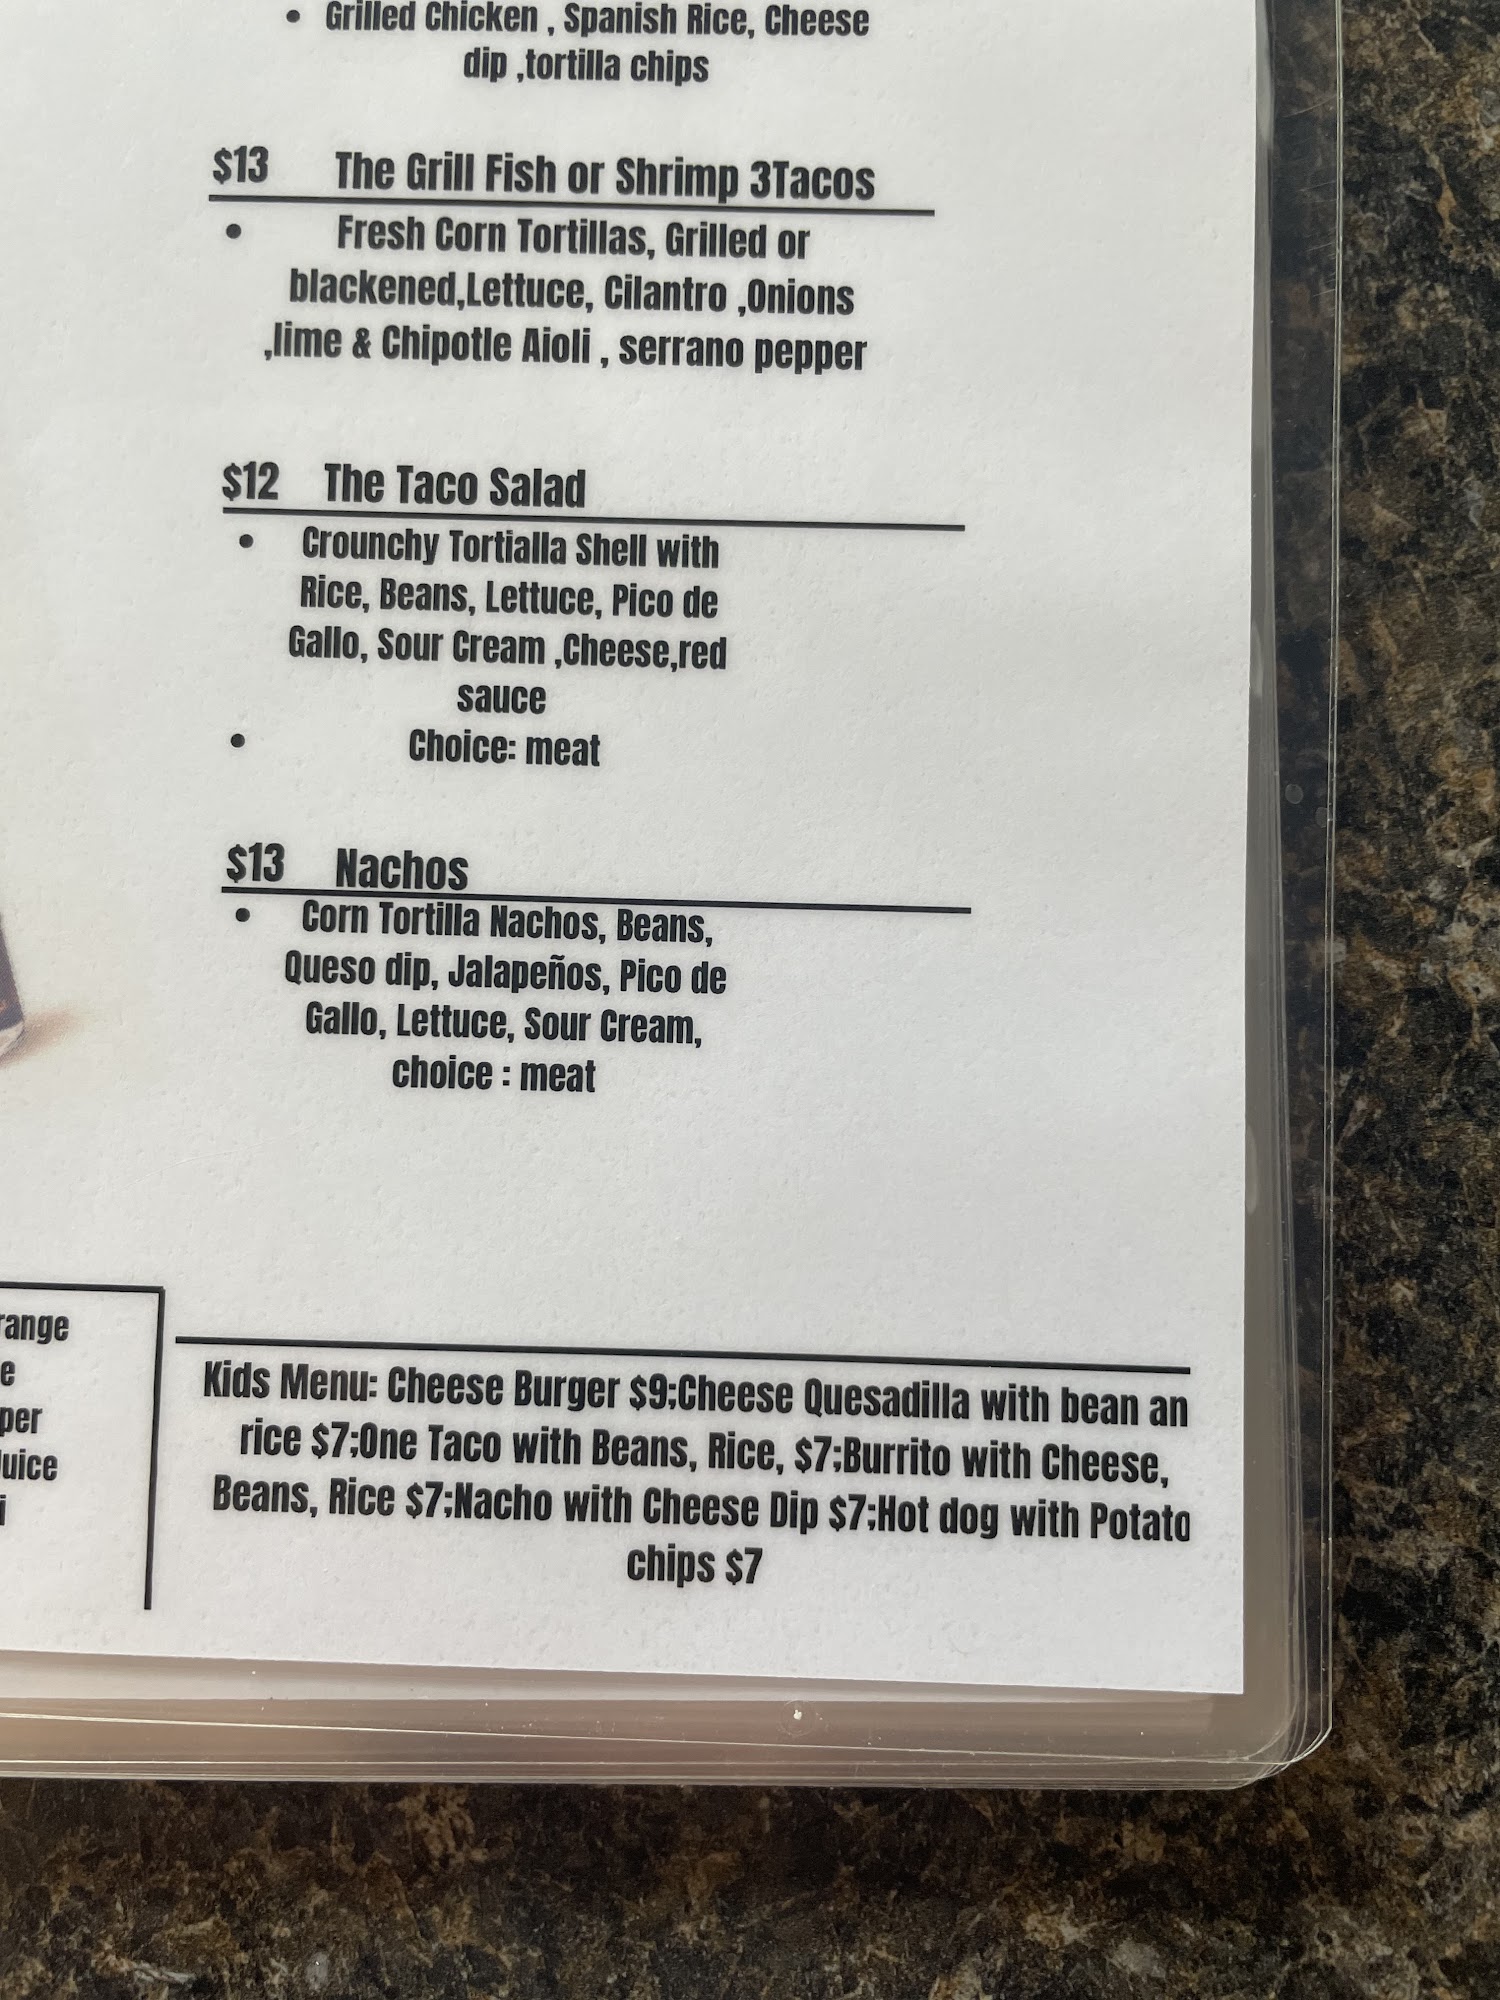 • Grilled Chicken , Spanish Rice, Cheese
dip ,tortilla chips
$13 The Grill Fish or Shrimp 3Tacos
• Fresh Corn Tortillas, Grilled or
blackened,Lettuce, Cilantro ,Onions
,lime & Chipotle Aioli , serrano pepper
$12 The Taco Salad
• Crounchy Tortialla Shell with
Rice, Beans, Lettuce, Pico de
Gallo, Sour Cream ,Cheese,red
sauce
• Choice: meat
$13 Nachos
• Corn Tortilla Nachos, Beans,
Queso dip, Jalapeños, Pico de
Gallo, Lettuce, Sour Cream,
choice : meat
range
e
per
Juice
i
Kids Menu: Cheese Burger $9;Cheese Quesadilla with bean an
rice $7;One Taco with Beans, Rice, $7;Burrito with Cheese,
Beans, Rice $7;Nacho with Cheese Dip $7;Hot dog with Potato
chips $7